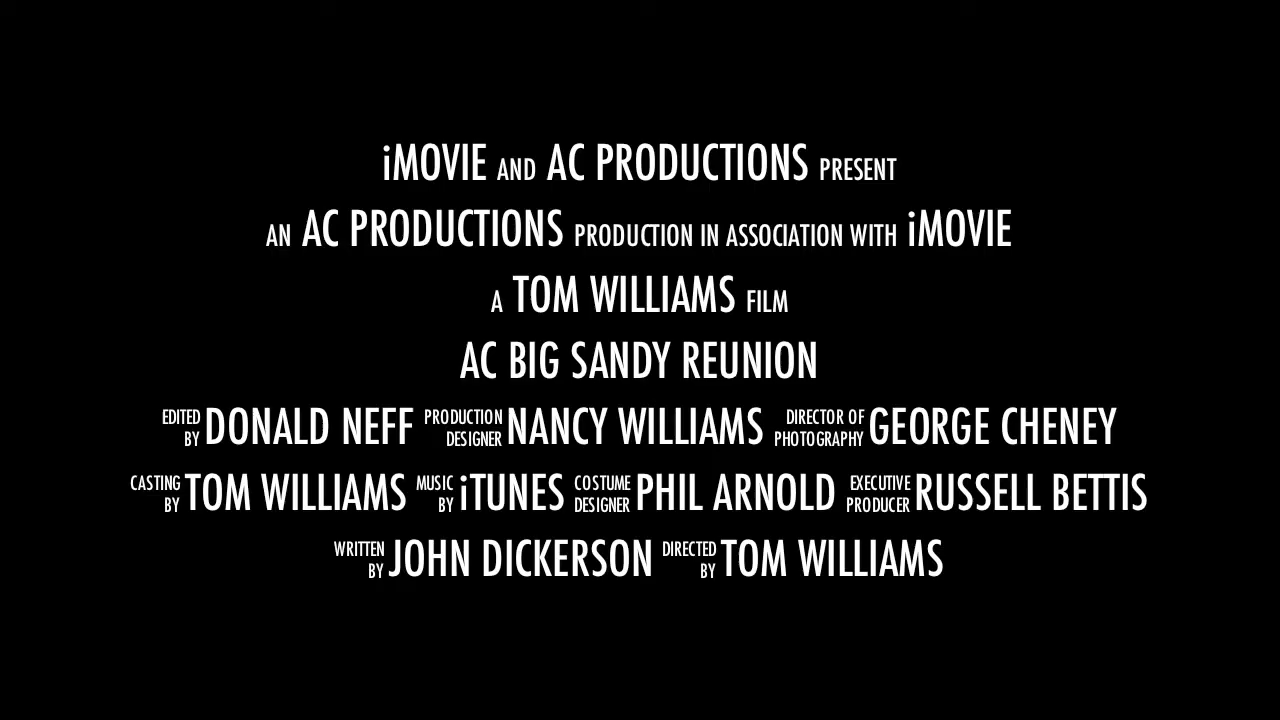 iMOVIE AND AC PRODUCTIONS PRESENT
AN AC PRODUCTIONS PRODUCTION IN ASSOCIATION WITH iMOVIE
A TOM WILLIAMS FILM
AC BIG SANDY REUNION
EDITED BY DONALD NEFF PRODUCTION DESIGNER NANCY WILLIAMS DIRECTOR OF PHOTOGRAPHY GEORGE CHENEY
CASTING BY TOM WILLIAMS MUSIC BY iTUNES COSTUME DESIGNER PHIL ARNOLD EXECUTIVE PRODUCER RUSSELL BETTIS
WRITTEN BY JOHN DICKERSON DIRECTED BY TOM WILLIAMS